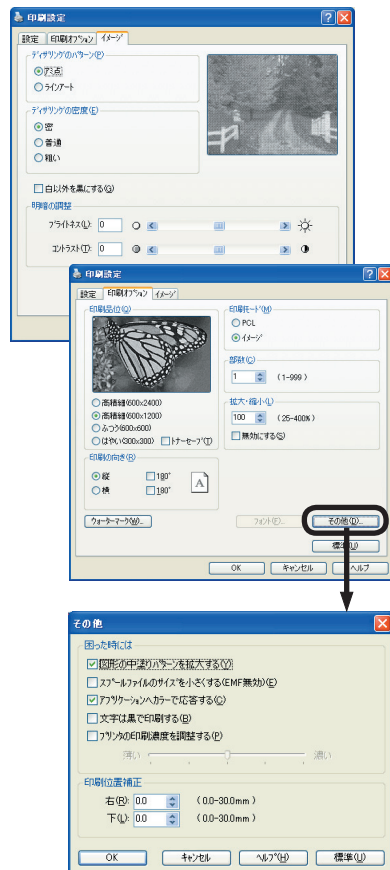 印刷設定
設定 印刷オプション イメージ
ディザリングのパターン(P)
アミ点
ラインアート
ディザリングの密度(E)
密
普通
粗い
白以外を黒にする(G)
明暗の調整
ブライトネス(L): 0
コントラスト(T): 0
印刷設定
設定 印刷オプション イメージ
印刷品位(Q)
高精細(600x2400)
高精細(600x1200)
ふつう(600x600)
はやい(300x300) トナーセーブ(T)
印刷の向き(R)
縦 180°
横 180°
A
ウォーターマーク(W)...
印刷モード(M)
PCL
イメージ
部数(C)
1 (1-999)
拡大・縮小(L)
100 (25-400%)
無効にする(S)
フォント(F)... その他(D)...
標準(U)
OK キャンセル ヘルプ
その他
困った時には
図形の中塗りパターンを拡大する(Y)
スプールファイルのサイズを小さくする(EMF無効)(E)
アプリケーションへカラーで応答する(C)
文字は黒で印刷する(B)
プリンタの印刷濃度を調整する(P)
薄い 濃い
印刷位置補正
右(R): 0.0 (0.0-30.0mm)
下(L): 0.0 (0.0-30.0mm)
OK キャンセル ヘルプ(H) 標準(U)